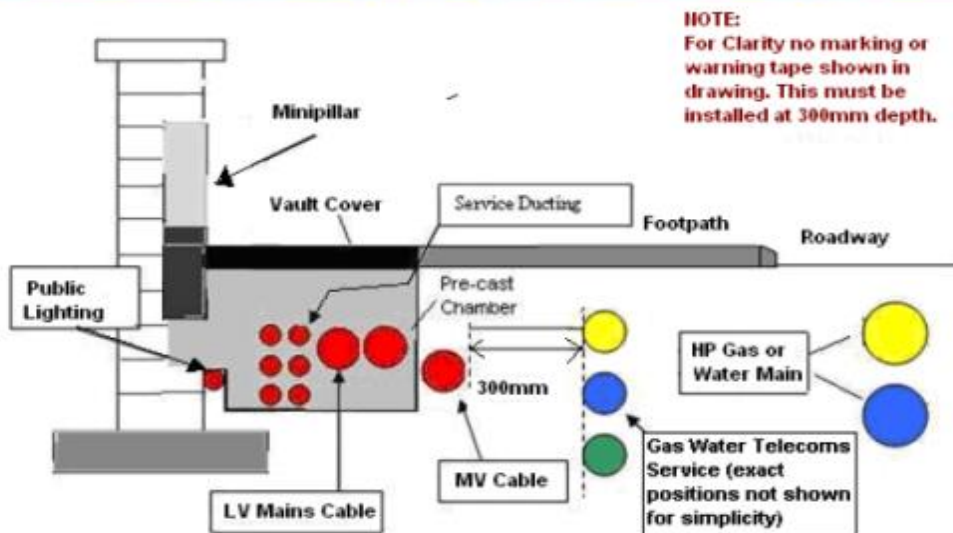 NOTE:
For Clarity no marking or
warning tape shown in
drawing. This must be
installed at 300mm depth.
Minipillar
Vault Cover
Service Ducting
Footpath
Roadway
Public
Lighting
Pre-cast
Chamber
HP Gas or
Water Main
300mm
MV Cable
LV Mains Cable
Gas Water Telecoms
Service (exact
positions not shown
for simplicity)